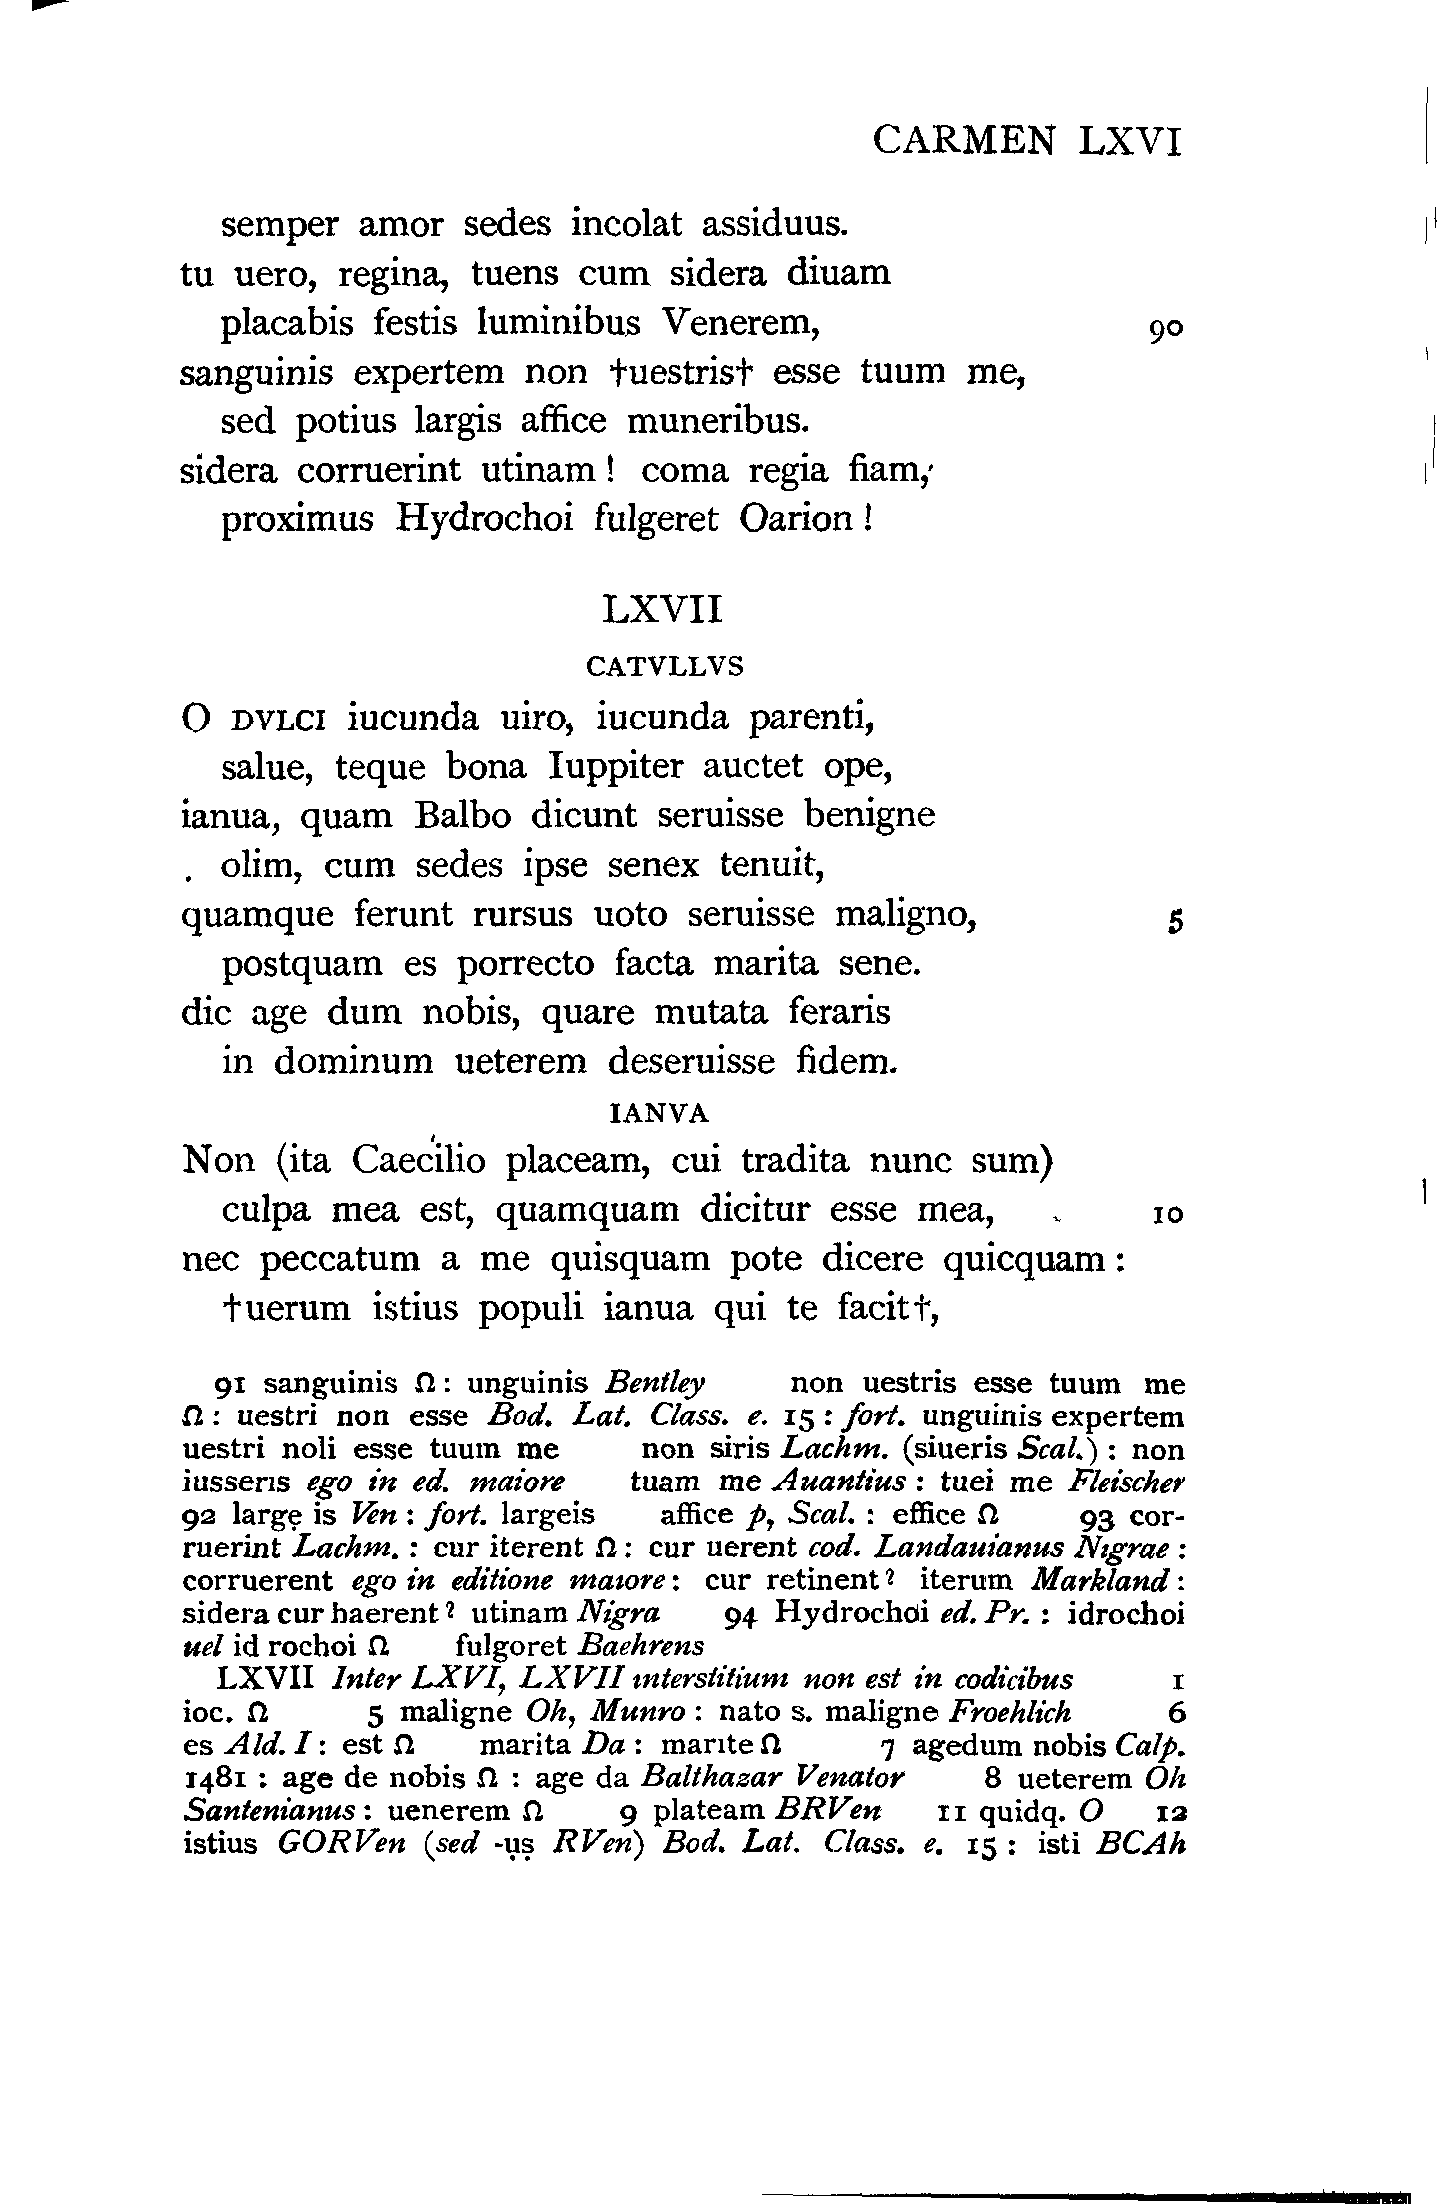 CARMEN LXVI
semper amor sedes incolat assiduus.
tu uero, regina, tuens cum sidera diuam
placabis festis luminibus Venerem, 90
sanguinis expertem non †uestris† esse tuum me,
sed potius largis affice muneribus.
sidera corruerint utinam ! coma regia fiam,
proximus Hydrochoi fulgeret Oarion !
LXVII
CATVLLVS
O DVLCI iucunda uiro, iucunda parenti,
salue, teque bona Iuppiter auctet ope,
ianua, quam Balbo dicunt seruisse benigne
olim, cum sedes ipse senex tenuit,
quamque ferunt rursus uoto seruisse maligno, 5
postquam es porrecto facta marita sene.
dic age dum nobis, quare mutata feraris
in dominum ueterem deseruisse fidem.
IANVA
Non (ita Caecilio placeam, cui tradita nunc sum)
culpa mea est, quamquam dicitur esse mea, 10
nec peccatum a me quisquam pote dicere quicquam :
†uerum istius populi ianua qui te facit†,
91 sanguinis Ω : unguinis Bentley non uestris esse tuum me
Ω : uestri non esse Bod. Lat. Class. e. 15 : fort. unguinis expertem
uestri noli esse tuum me non siris Lachm. (siueris Scal.) : non
iusseris ego in ed. maiore tuam me Auantius : tuei me Fleischer
92 largę is Ven : fort. largeis affice p, Scal. : effice Ω 93 cor-
ruerint Lachm. : cur iterent Ω : cur uerent cod. Landauianus Nigrae :
corruerent ego in editione maiore : cur retinent? iterum Markland :
sidera cur haerent? utinam Nigra 94 Hydrochoi ed. Pr. : idrochoi
uel id rochoi Ω fulgoret Baehrens
LXVII Inter LXVI, LXVII interstitium non est in codicibus 1
ioc. Ω 5 maligne Oh, Munro : nato s. maligne Froehlich 6
es Ald. I : est Ω marita Da : marite Ω 7 agedum nobis Calp.
1481 : age de nobis Ω : age da Balthazar Venator 8 ueterem Oh
Santenianus : uenerem Ω 9 plateam BRVen 11 quidq. O 12
istius GORVen (sed -ụṣ RVen) Bod. Lat. Class. e. 15 : isti BCAh